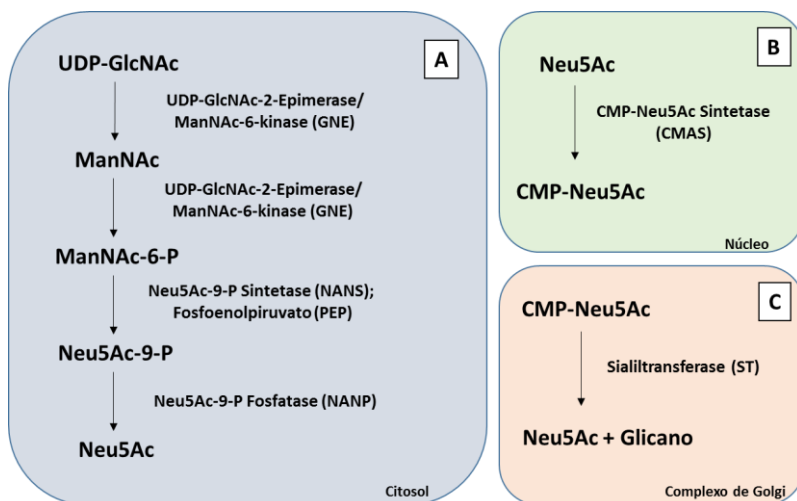 A
UDP-GlcNAc
UDP-GlcNAc-2-Epimerase/
ManNAc-6-kinase (GNE)
ManNAc
UDP-GlcNAc-2-Epimerase/
ManNAc-6-kinase (GNE)
ManNAc-6-P
Neu5Ac-9-P Sintetase (NANS);
Fosfoenolpiruvato (PEP)
Neu5Ac-9-P
Neu5Ac-9-P Fosfatase (NANP)
Neu5Ac
Citosol
B
Neu5Ac
CMP-Neu5Ac Sintetase
(CMAS)
CMP-Neu5Ac
Núcleo
C
CMP-Neu5Ac
Sialiltransferase (ST)
Neu5Ac + Glicano
Complexo de Golgi